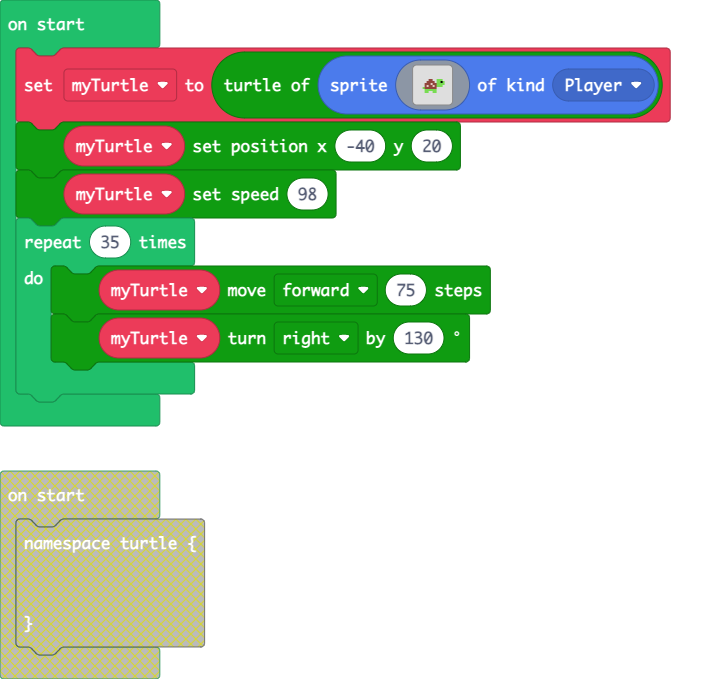 on start
set myTurtle to turtle of sprite of kind Player
myTurtle set position x -40 y 20
myTurtle set speed 98
repeat 35 times
do myTurtle move forward 75 steps
myTurtle turn right by 130 °
on start
namespace turtle {
}